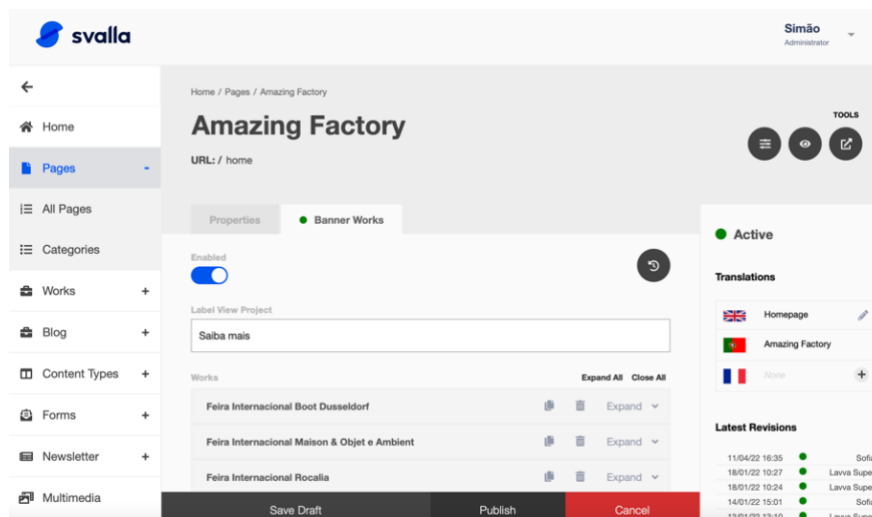 svalla
Simão
Administrator
Home
Pages -
All Pages
Categories
Works +
Blog +
Content Types +
Forms +
Newsletter +
Multimedia
Home / Pages / Amazing Factory
Amazing Factory
URL: / home
TOOLS
Properties
Banner Works
Enabled
Label View Project
Saiba mais
Works Expand All Close All
Feira Internacional Boot Dusseldorf Expand
Feira Internacional Maison & Objet e Ambient Expand
Feira Internacional Rocalia Expand
Save Draft Publish Cancel
Active
Translations
Homepage
Amazing Factory
None +
Latest Revisions
11/04/22 16:35 Sofia
18/01/22 10:27 Lavva Supe
18/01/22 10:24 Lavva Supe
14/01/22 15:01 Sofia